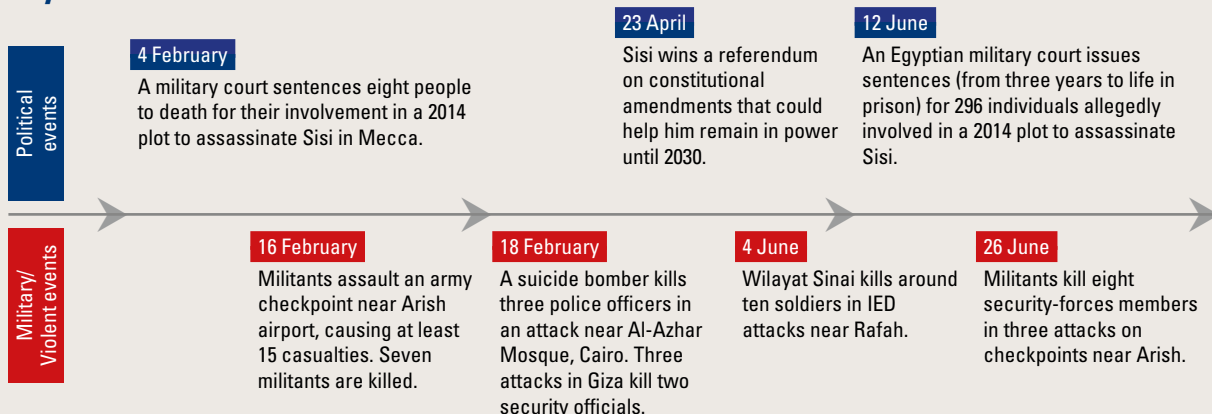 Political
events
4 February
A military court sentences eight people
to death for their involvement in a 2014
plot to assassinate Sisi in Mecca.
23 April
Sisi wins a referendum
on constitutional
amendments that could
help him remain in power
until 2030.
12 June
An Egyptian military court issues
sentences (from three years to life in
prison) for 296 individuals allegedly
involved in a 2014 plot to assassinate
Sisi.
Military/
Violent events
16 February
Militants assault an army
checkpoint near Arish
airport, causing at least
15 casualties. Seven
militants are killed.
18 February
A suicide bomber kills
three police officers in
an attack near Al-Azhar
Mosque, Cairo. Three
attacks in Giza kill two
security officials.
4 June
Wilayat Sinai kills around
ten soldiers in IED
attacks near Rafah.
26 June
Militants kill eight
security-forces members
in three attacks on
checkpoints near Arish.